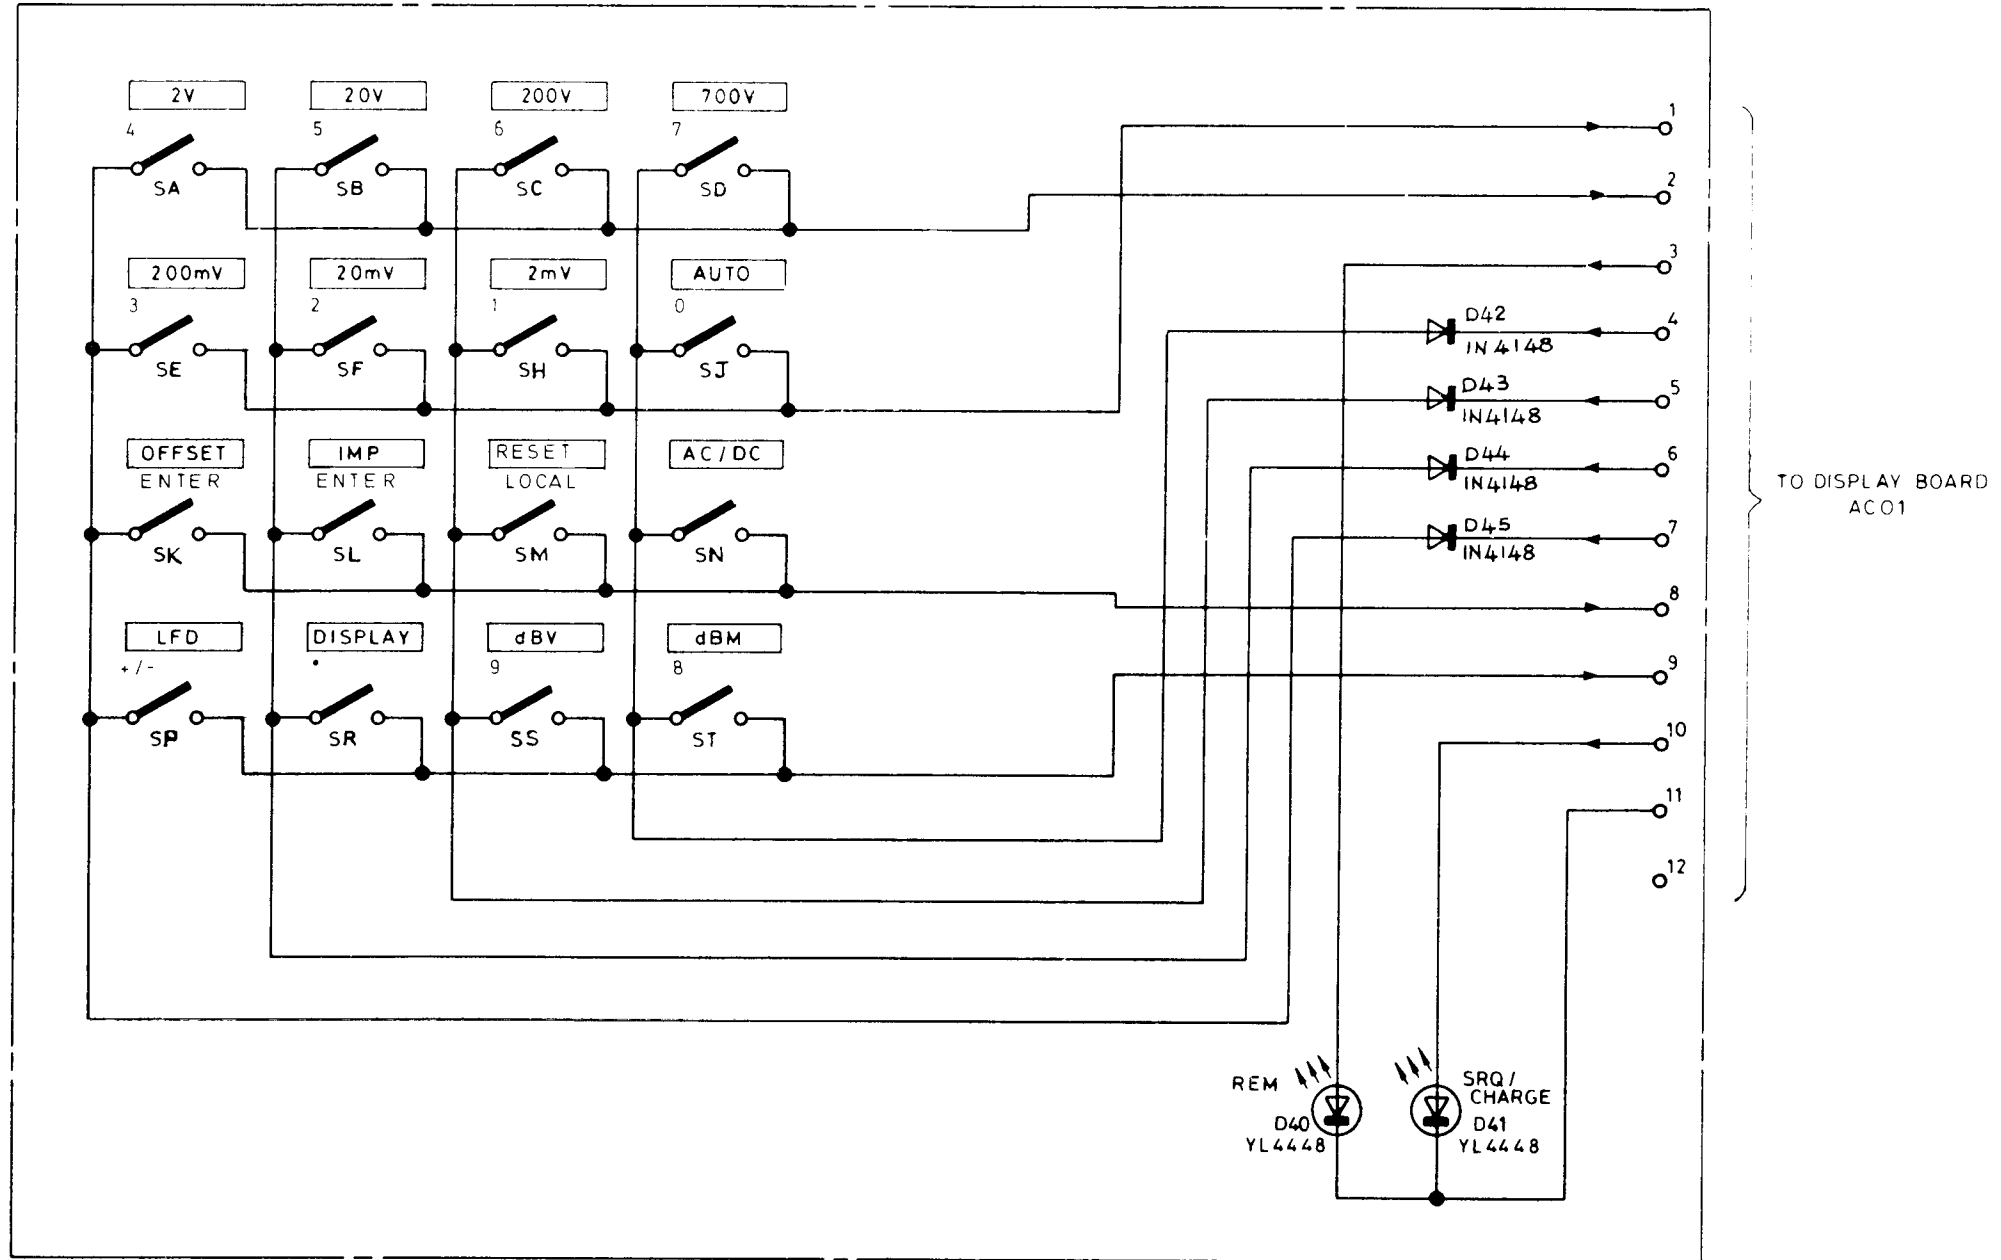 2V
20V
200V
700V
4
5
6
7
SA
SB
SC
SD
200mV
20mV
2mV
AUTO
3
2
1
0
SE
SF
SH
SJ
OFFSET
IMP
RESET
AC/DC
ENTER
ENTER
LOCAL
SK
SL
SM
SN
LFD
DISPLAY
dBV
dBM
+/-
.
9
8
SP
SR
SS
ST
1
2
3
4
5
6
7
8
9
10
11
12
D42
IN4148
D43
IN4148
D44
IN4148
D45
IN4148
TO DISPLAY BOARD
AC01
REM
D40
YL4448
SRQ/
CHARGE
D41
YL4448